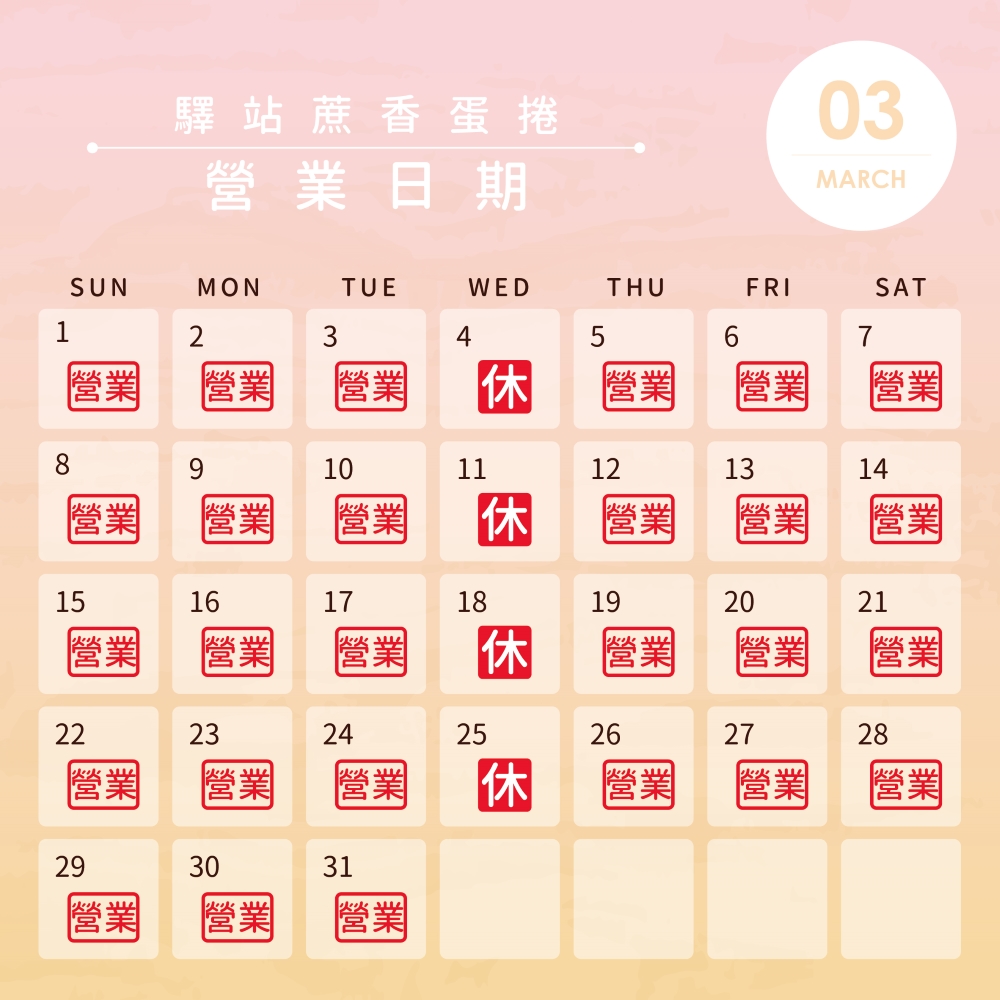 驛站蔗香蛋捲
營業日期
03
MARCH
SUN MON TUE WED THU FRI SAT
1 2 3 4 5 6 7
營業 營業 營業 休 營業 營業 營業
8 9 10 11 12 13 14
營業 營業 營業 休 營業 營業 營業
15 16 17 18 19 20 21
營業 營業 營業 休 營業 營業 營業
22 23 24 25 26 27 28
營業 營業 營業 休 營業 營業 營業
29 30 31
營業 營業 營業